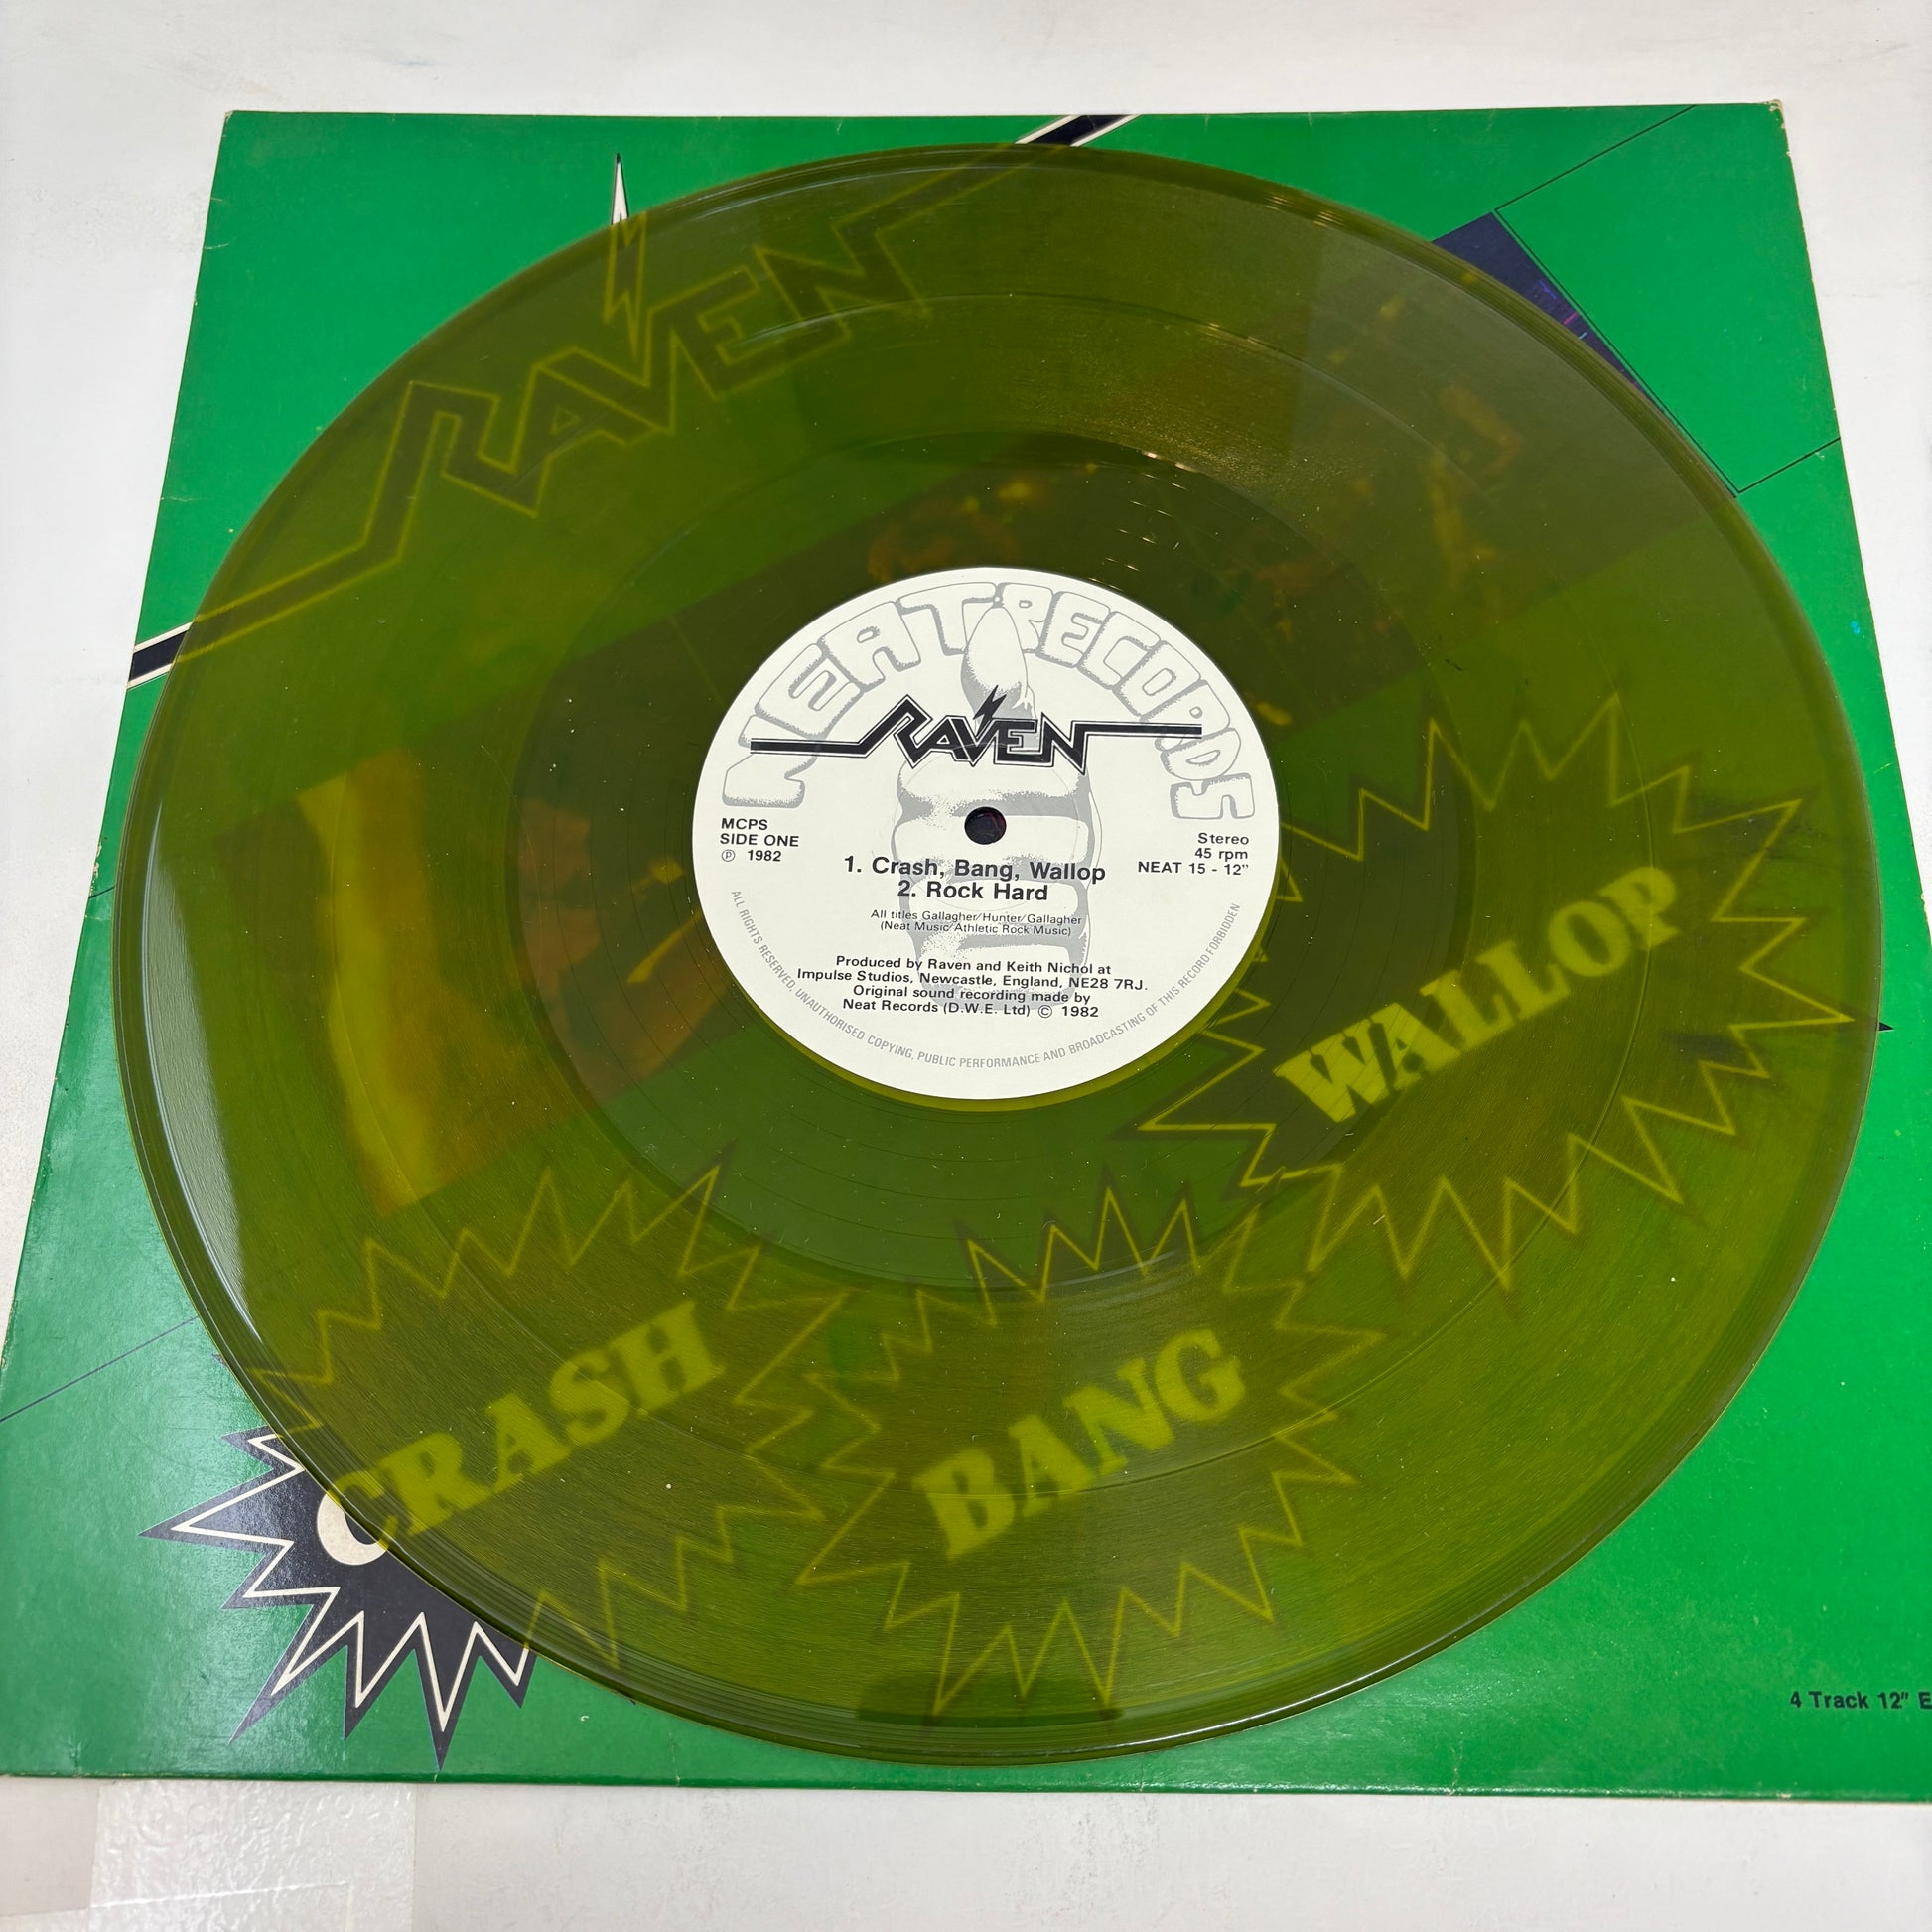 RAVEN
NEAT RECORDS
RAVEN
MCPS
SIDE ONE
Ⓟ 1982
Stereo
45 rpm
NEAT 15 - 12"
1. Crash, Bang, Wallop
2. Rock Hard
All titles Gallagher/Hunter/Gallagher
(Neat Music/Athletic Rock Music)
Produced by Raven and Keith Nichol at
Impulse Studios, Newcastle, England, NE28 7RJ.
Original sound recording made by
Neat Records (D.W.E. Ltd) © 1982
ALL RIGHTS RESERVED. UNAUTHORISED COPYING, PUBLIC PERFORMANCE AND BROADCASTING OF THIS RECORD FORBIDDEN
WALLOP
CRASH
BANG
4 Track 12" E